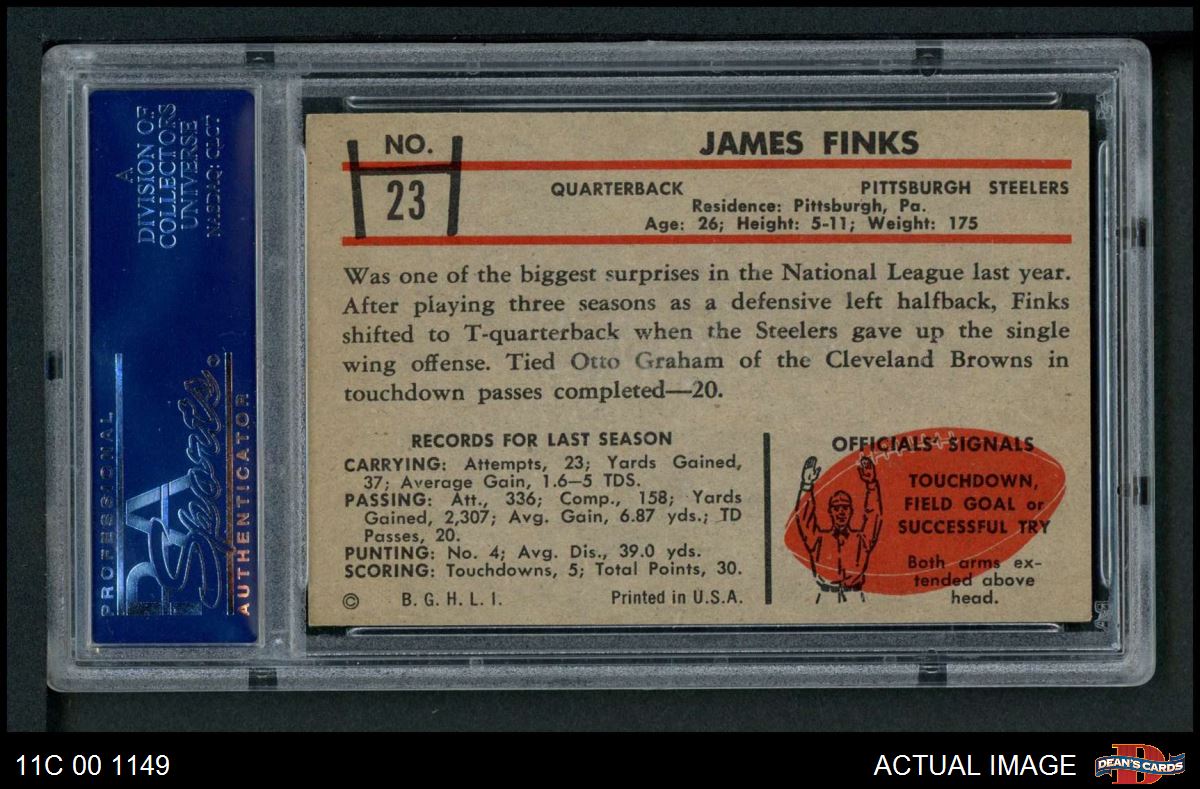 A
DIVISION OF
COLLECTORS
UNIVERSE
NASDAQ: CLCT
PROFESSIONAL
PSA
Sports
AUTHENTICATOR
NO.
23
JAMES FINKS
QUARTERBACK PITTSBURGH STEELERS
Residence: Pittsburgh, Pa.
Age: 26; Height: 5-11; Weight: 175
Was one of the biggest surprises in the National League last year.
After playing three seasons as a defensive left halfback, Finks
shifted to T-quarterback when the Steelers gave up the single
wing offense. Tied Otto Graham of the Cleveland Browns in
touchdown passes completed—20.
RECORDS FOR LAST SEASON
CARRYING: Attempts, 23; Yards Gained,
37; Average Gain, 1.6—5 TDS.
PASSING: Att., 336; Comp., 158; Yards
Gained, 2,307; Avg. Gain, 6.87 yds.; TD
Passes, 20.
PUNTING: No. 4; Avg. Dis., 39.0 yds.
SCORING: Touchdowns, 5; Total Points, 30.
© B. G. H. L. I. Printed in U.S.A.
OFFICIALS' SIGNALS
TOUCHDOWN,
FIELD GOAL or
SUCCESSFUL TRY
Both arms ex-
tended above
head.
11C 00 1149
ACTUAL IMAGE
DEAN'S CARDS